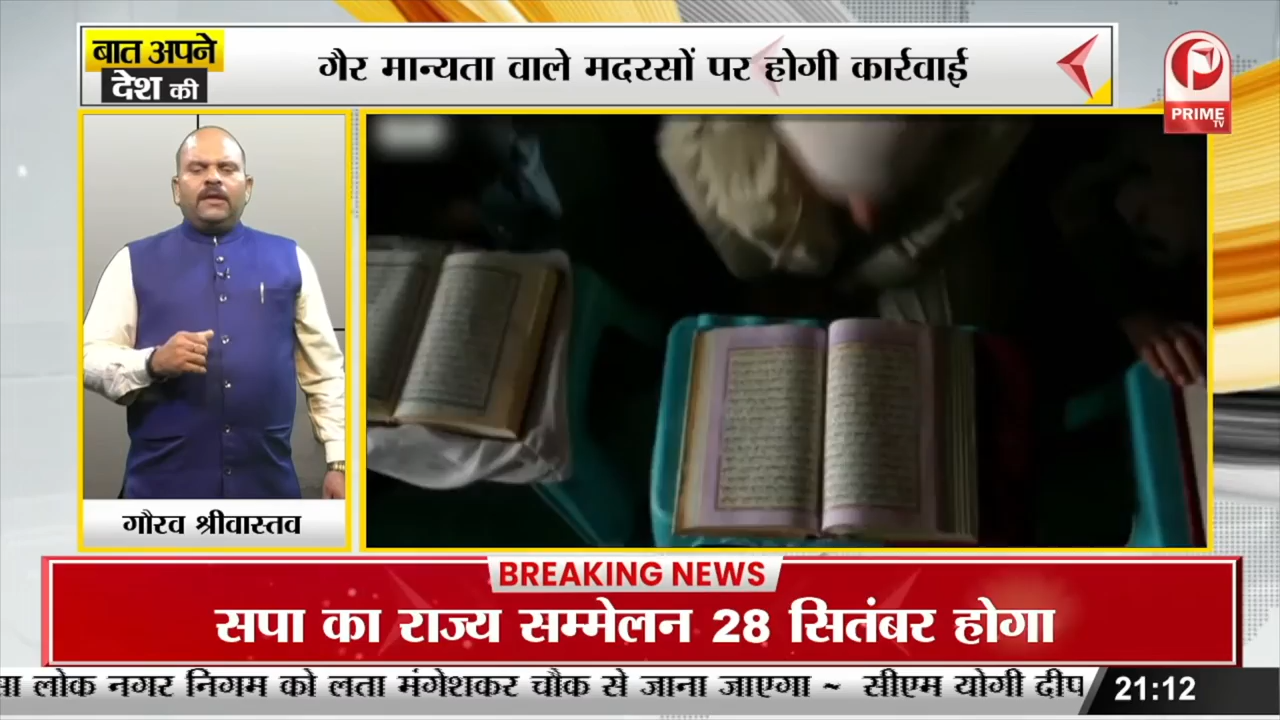 बात अपने
देश की
गैर मान्यता वाले मदरसों पर होगी कार्रवाई
PRIME
TV
गौरव श्रीवास्तव
BREAKING NEWS
सपा का राज्य सम्मेलन 28 सितंबर होगा
लोक नगर निगम को लता मंगेशकर चौक से जाना जाएगा ~ सीएम योगी दीप
21:12